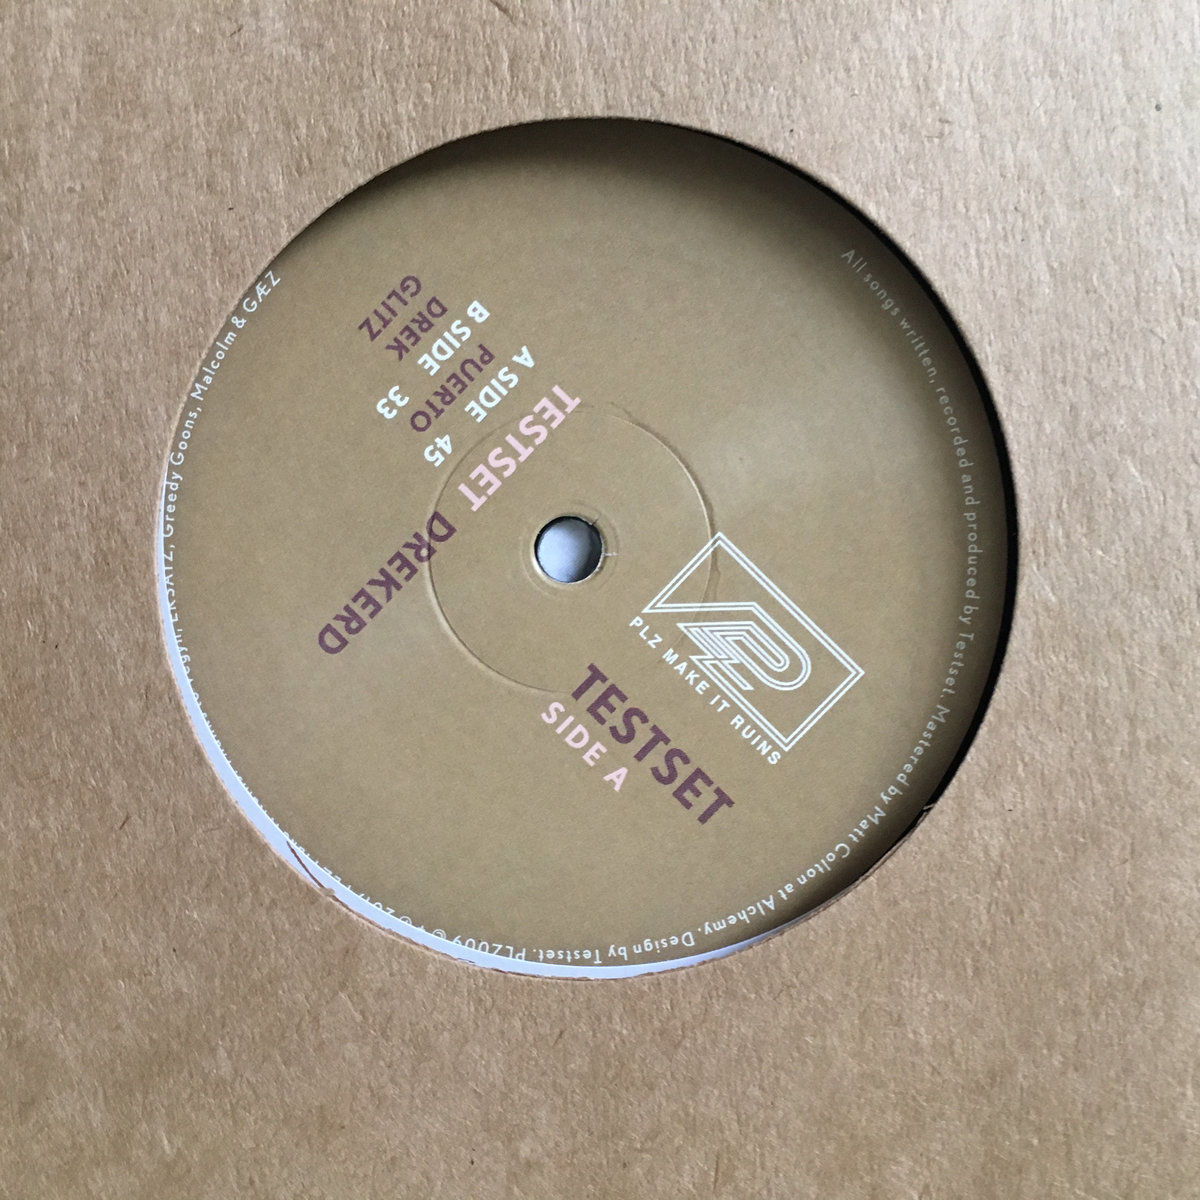 PLZ MAKE IT RUINS
TESTSET
SIDE A
TESTSET DREKERD
A SIDE 45
PUERTO
B SIDE 33
DREK
GLITZ
All songs written, recorded and produced by Testset. Mastered by Matt Colton at Alchemy. Design by Testset. PLZ009 ©
ERSATZ, Greedy Goons, Malcolm & GÆZ